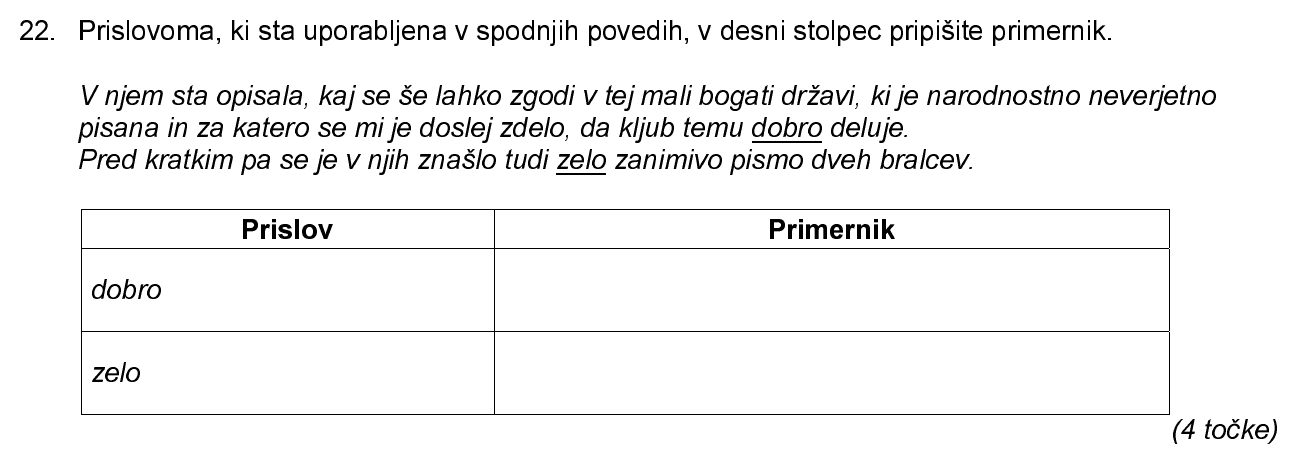 22. Prislovoma, ki sta uporabljena v spodnjih povedih, v desni stolpec pripišite primernik.
V njem sta opisala, kaj se še lahko zgodi v tej mali bogati državi, ki je narodnostno neverjetno
pisana in za katero se mi je doslej zdelo, da kljub temu dobro deluje.
Pred kratkim pa se je v njih znašlo tudi zelo zanimivo pismo dveh bralcev.
Prislov Primernik
dobro
zelo
(4 točke)